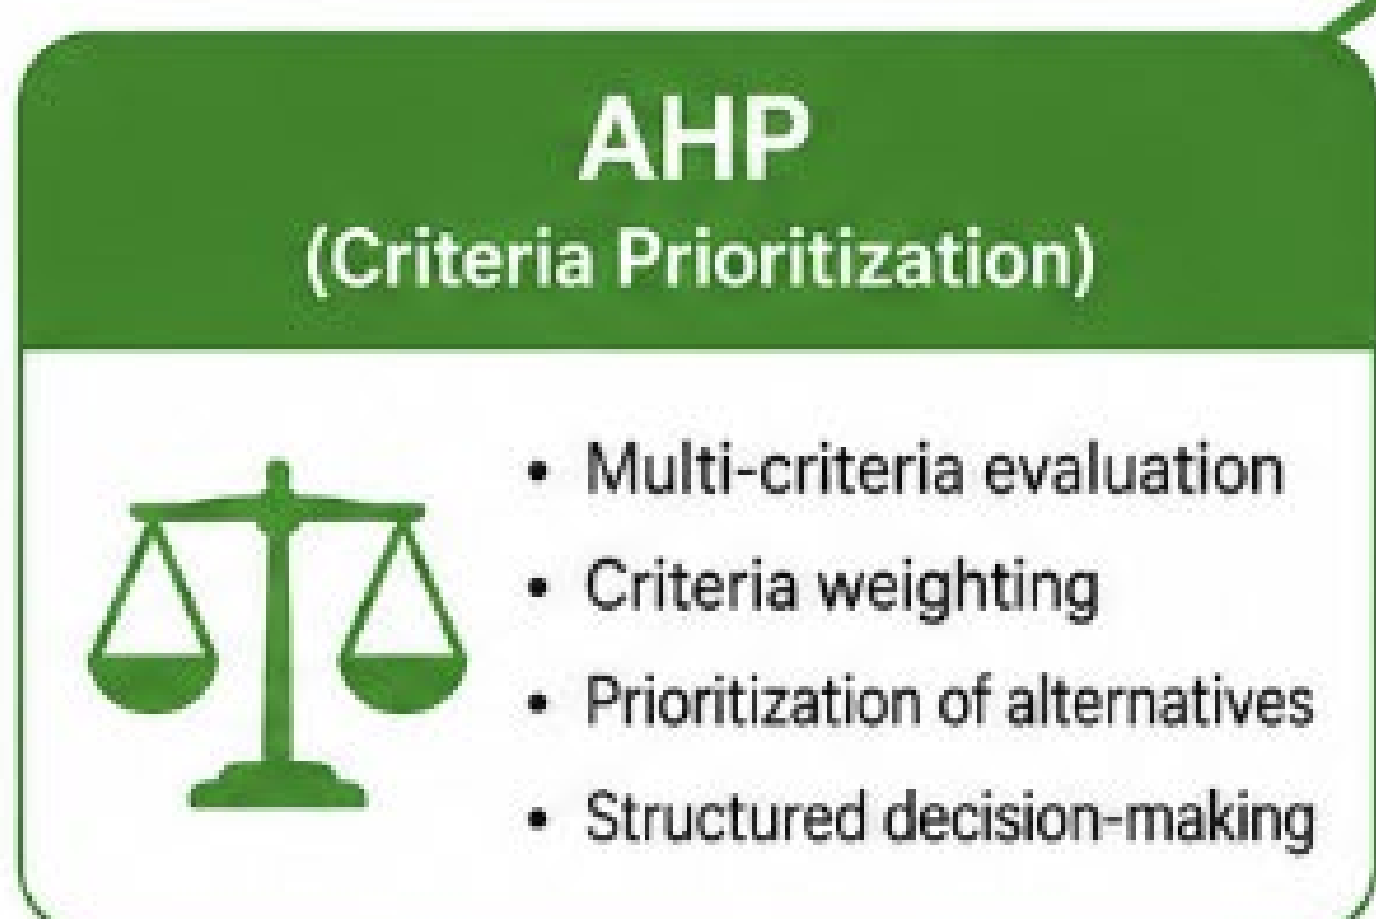 AHP
(Criteria Prioritization)
• Multi-criteria evaluation
• Criteria weighting
• Prioritization of alternatives
• Structured decision-making